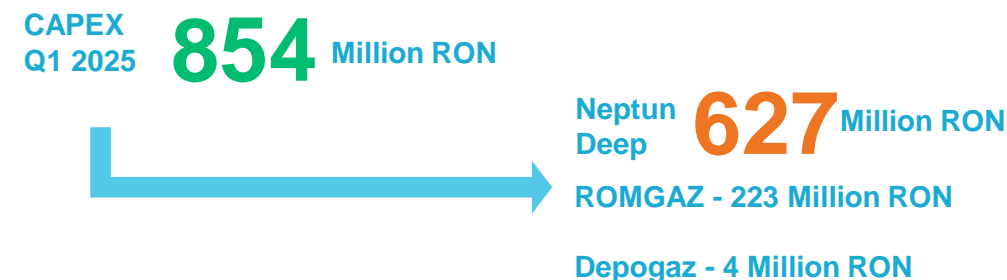 CAPEX
Q1 2025
854 Million RON
Neptun
Deep
627 Million RON
ROMGAZ - 223 Million RON
Depogaz - 4 Million RON